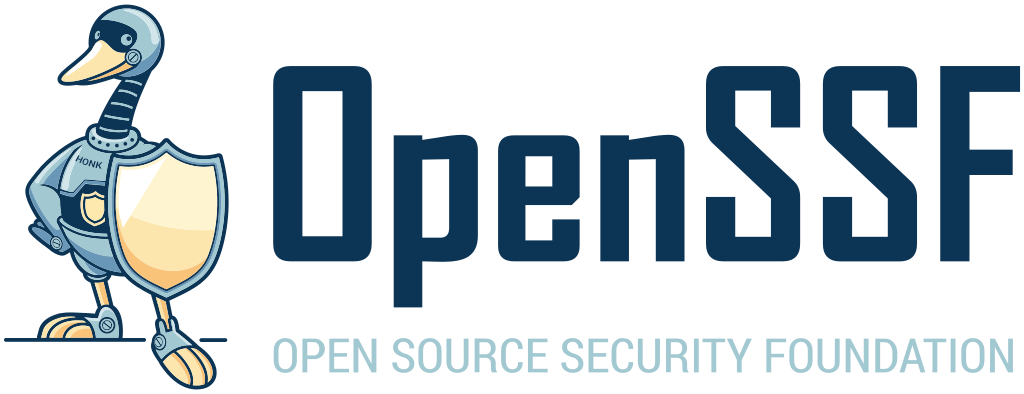 HONK
OpenSSF
OPEN SOURCE SECURITY FOUNDATION